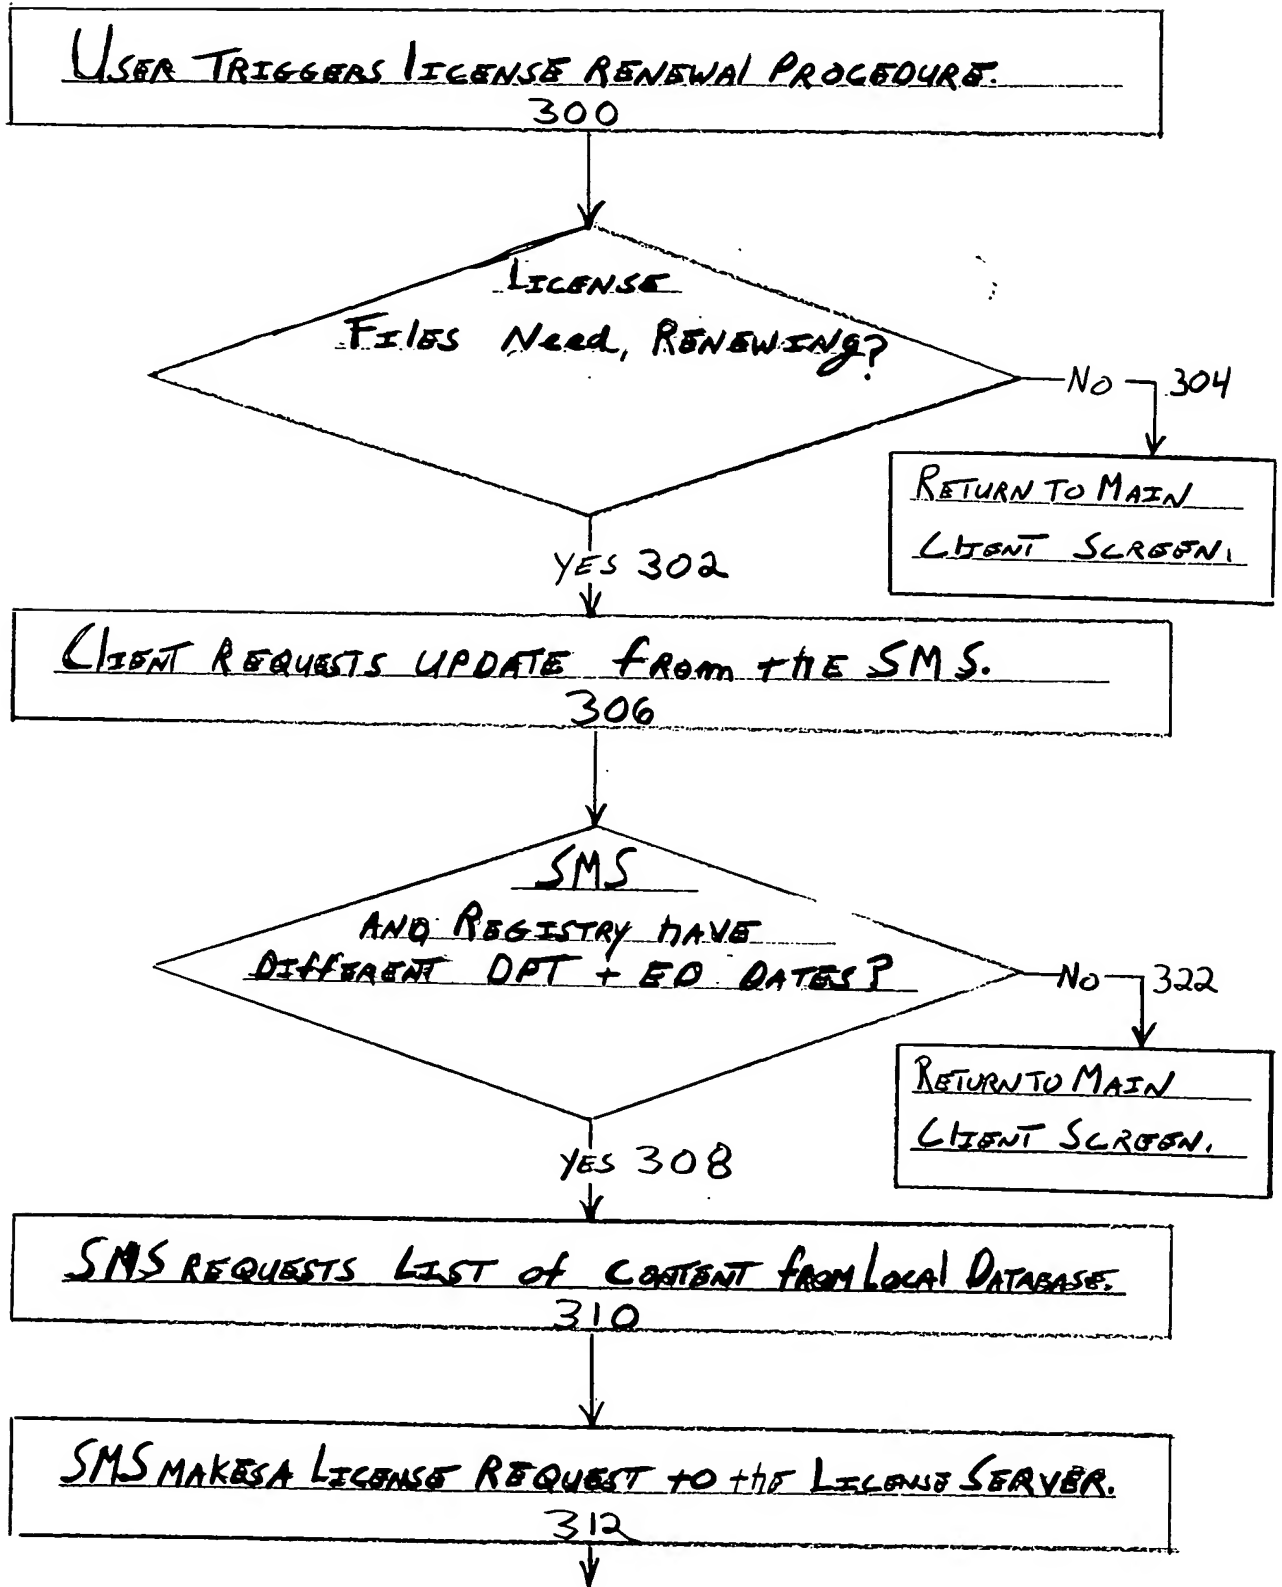 USER TRIGGERS LICENSE RENEWAL PROCEDURE.
300
LICENSE
FILES Need, RENEWING?
No 304
RETURN TO MAIN
CLIENT SCREEN.
YES 302
CLIENT REQUESTS UPDATE from the SMS.
306
SMS
AND REGISTRY HAVE
DIFFERENT DPT + ED DATES?
No 322
RETURN TO MAIN
CLIENT SCREEN.
YES 308
SMS REQUESTS LIST of CONTENT from Local DATABASE.
310
SMS MAKES A LICENSE REQUEST to the LICENSE SERVER.
312